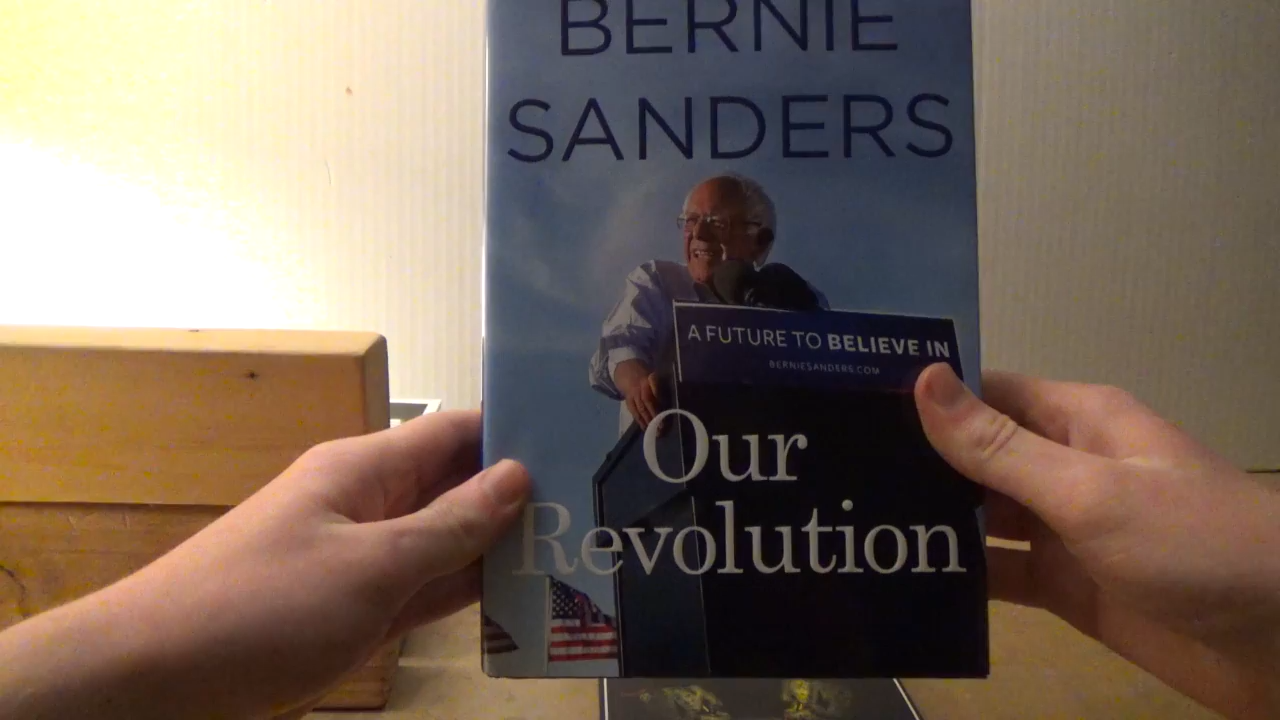 BERNIE
SANDERS
A FUTURE TO BELIEVE IN
BERNIESANDERS.COM
Our
Revolution